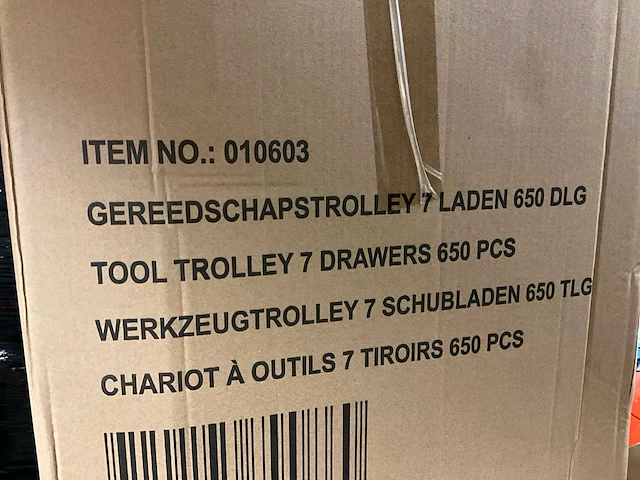 ITEM NO.: 010603
GEREEDSCHAPSTROLLEY 7 LADEN 650 DLG
TOOL TROLLEY 7 DRAWERS 650 PCS
WERKZEUGTROLLEY 7 SCHUBLADEN 650 TLG
CHARIOT À OUTILS 7 TIROIRS 650 PCS